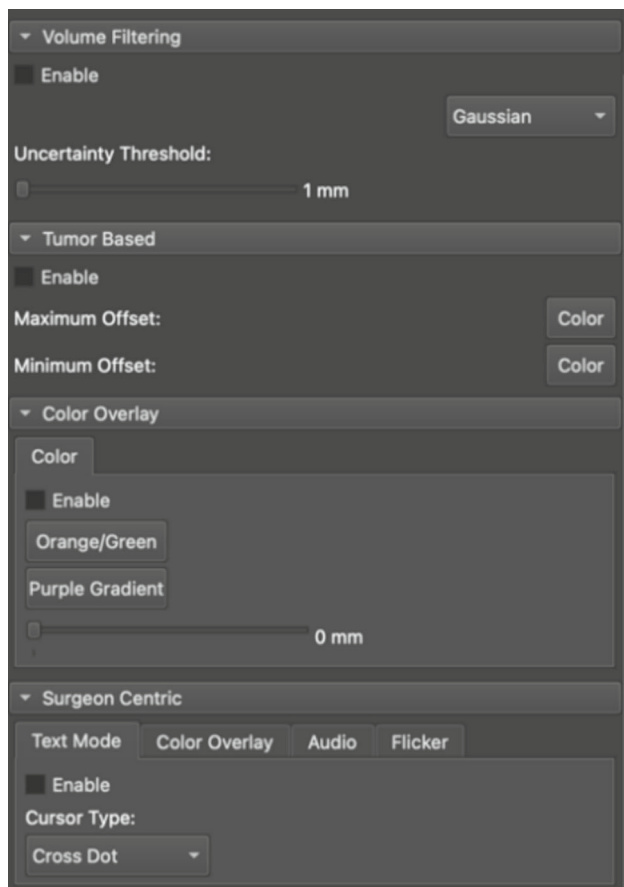 Volume Filtering
Enable
Gaussian
Uncertainty Threshold:
1 mm
Tumor Based
Enable
Maximum Offset: Color
Minimum Offset: Color
Color Overlay
Color
Enable
Orange/Green
Purple Gradient
0 mm
Surgeon Centric
Text Mode Color Overlay Audio Flicker
Enable
Cursor Type:
Cross Dot